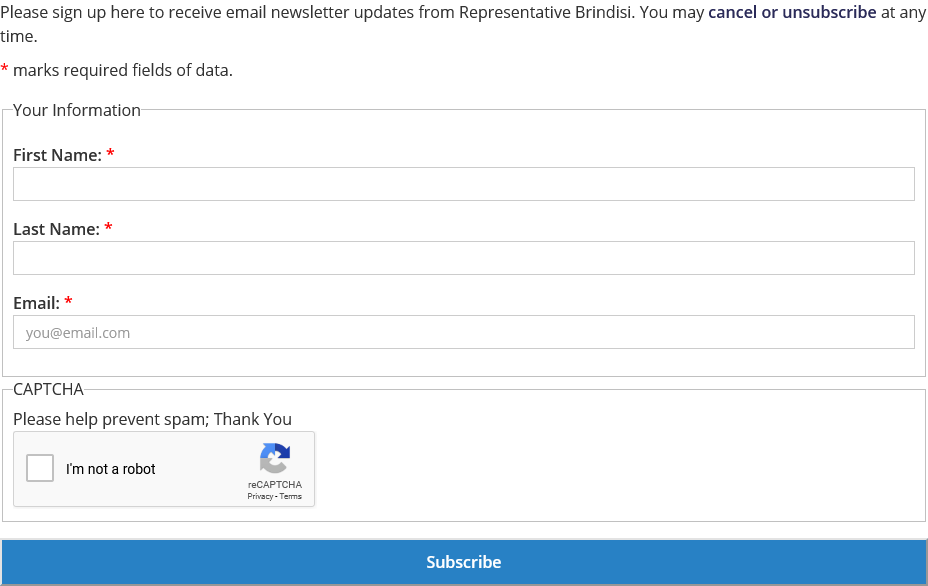 Please sign up here to receive email newsletter updates from Representative Brindisi. You may cancel or unsubscribe at any
time.
* marks required fields of data.
Your Information
First Name: *
Last Name: *
Email: *
you@email.com
CAPTCHA
Please help prevent spam; Thank You
I'm not a robot
reCAPTCHA
Privacy - Terms
Subscribe